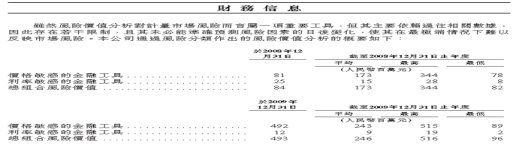 財務信息
雖然風險價值分析對計量市場風險而言屬一項重要工具，但其主要依賴過往相關數據，
因此存在若干限制，且其未必能準確預測風險因素的日後變化，使其在最極端情況下難以
反映市場風險。本公司通過風險分類作出的風險價值分析的概要如下：
於2008年12月31日 截至2008年12月31日止年度
平均 最高 最低
(人民幣百萬元)
價格敏感的金融工具 81 173 344 78
利率敏感的金融工具 25 15 28 8
總組合風險價值 84 173 344 82
於2009年12月31日 截至2009年12月31日止年度
平均 最高 最低
(人民幣百萬元)
價格敏感的金融工具 492 243 515 89
利率敏感的金融工具 12 9 19 2
總組合風險價值 493 246 516 96